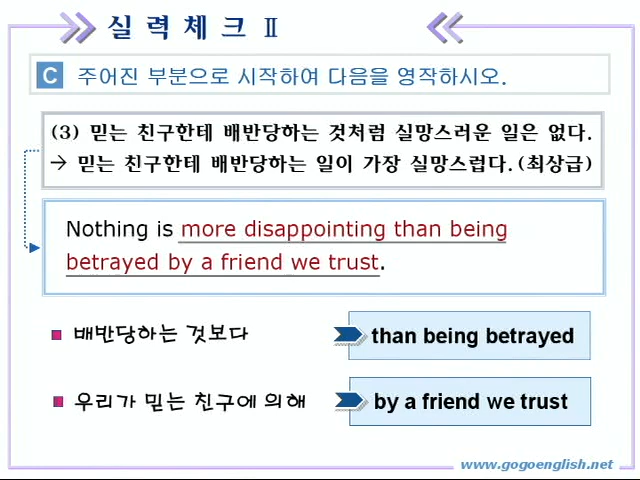 실력체크 Ⅱ
C 주어진 부분으로 시작하여 다음을 영작하시오.
(3) 믿는 친구한테 배반당하는 것처럼 실망스러운 일은 없다.
→ 믿는 친구한테 배반당하는 일이 가장 실망스럽다.(최상급)
Nothing is more disappointing than being
betrayed by a friend we trust.
배반당하는 것보다
than being betrayed
우리가 믿는 친구에 의해
by a friend we trust
www.gogoenglish.net